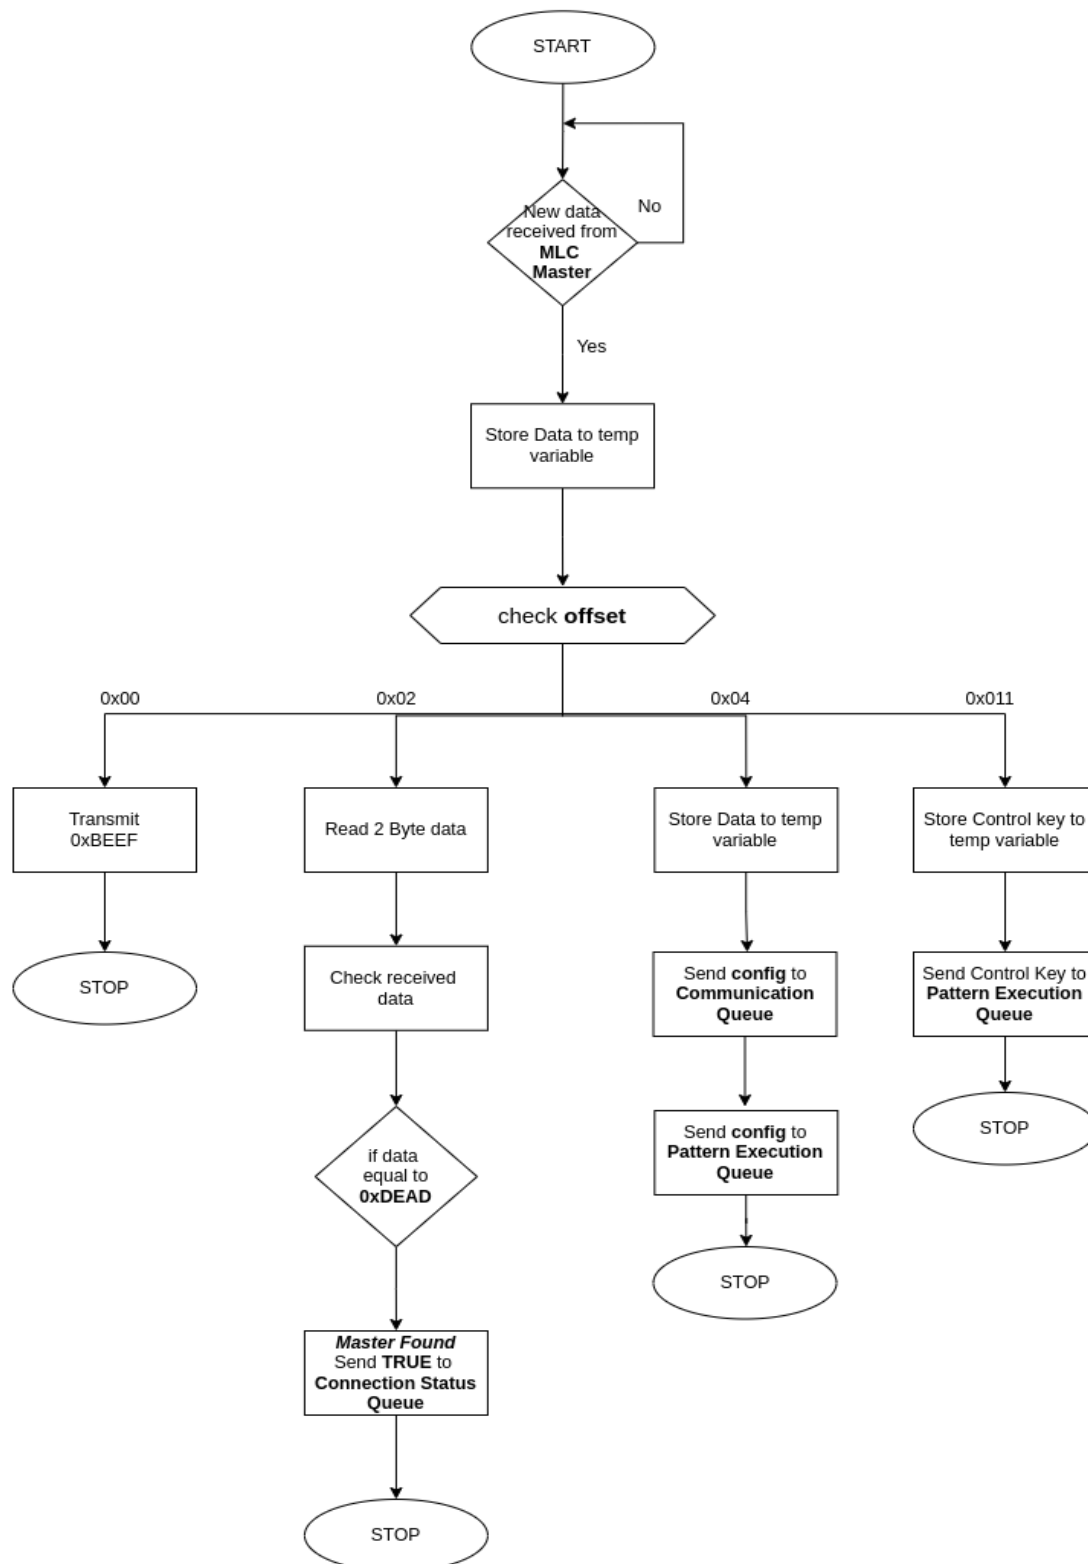 START
No
New data
received from
MLC
Master
Yes
Store Data to temp
variable
check offset
0x00
0x02
0x04
0x011
Transmit
0xBEEF
STOP
Read 2 Byte data
Check received
data
if data
equal to
0xDEAD
Master Found
Send TRUE to
Connection Status
Queue
STOP
Store Data to temp
variable
Send config to
Communication
Queue
Send config to
Pattern Execution
Queue
STOP
Store Control key to
temp variable
Send Control Key to
Pattern Execution
Queue
STOP